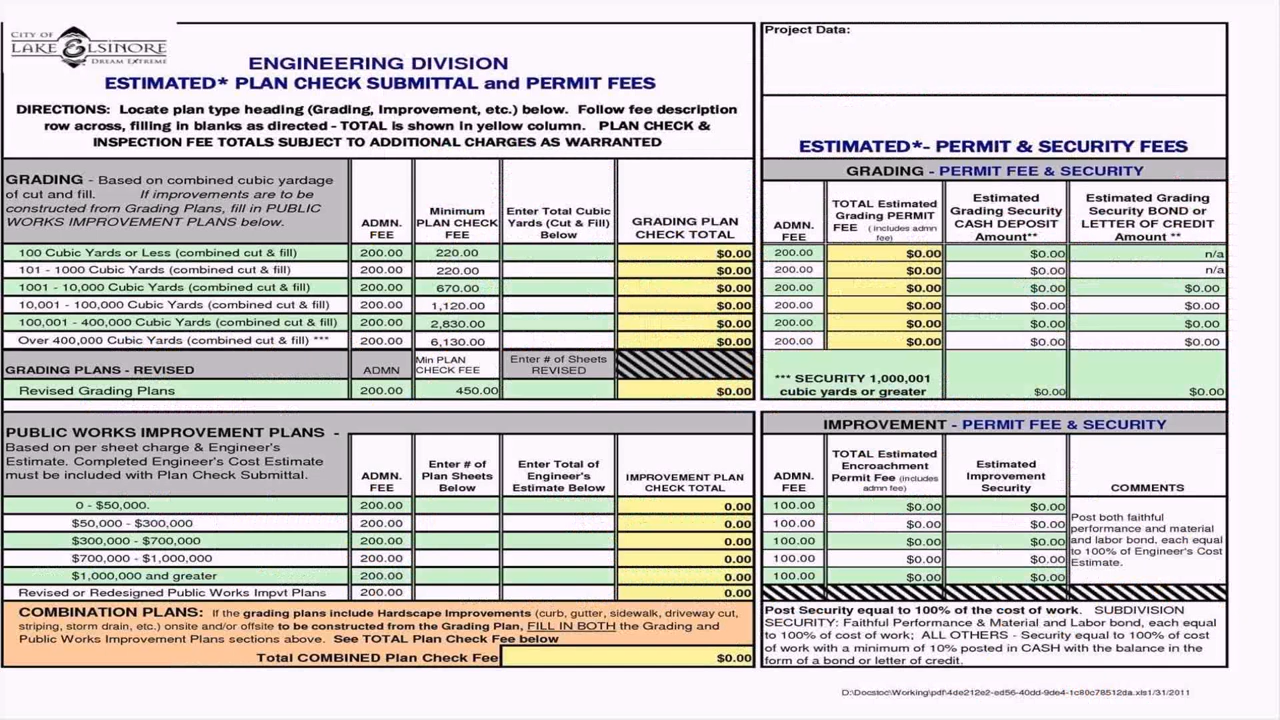 CITY OF
LAKE ELSINORE
DREAM EXTREME
ENGINEERING DIVISION
ESTIMATED* PLAN CHECK SUBMITTAL and PERMIT FEES
DIRECTIONS: Locate plan type heading (Grading, Improvement, etc.) below. Follow fee description
row across, filling in blanks as directed - TOTAL is shown in yellow column. PLAN CHECK &
INSPECTION FEE TOTALS SUBJECT TO ADDITIONAL CHARGES AS WARRANTED
GRADING - Based on combined cubic yardage
of cut and fill. If improvements are to be
constructed from Grading Plans, fill in PUBLIC
WORKS IMPROVEMENT PLANS below.
ADMN.
FEE
Minimum
PLAN CHECK
FEE
Enter Total Cubic
Yards (Cut & Fill)
Below
GRADING PLAN
CHECK TOTAL
100 Cubic Yards or Less (combined cut & fill) 200.00 220.00 $0.00
101 - 1000 Cubic Yards (combined cut & fill) 200.00 220.00 $0.00
1001 - 10,000 Cubic Yards (combined cut & fill) 200.00 670.00 $0.00
10,001 - 100,000 Cubic Yards (combined cut & fill) 200.00 1,120.00 $0.00
100,001 - 400,000 Cubic Yards (combined cut & fill) 200.00 2,830.00 $0.00
Over 400,000 Cubic Yards (combined cut & fill) *** 200.00 6,130.00 $0.00
GRADING PLANS - REVISED
ADMN
Min PLAN
CHECK FEE
Enter # of Sheets
REVISED
Revised Grading Plans 200.00 450.00 $0.00
PUBLIC WORKS IMPROVEMENT PLANS -
Based on per sheet charge & Engineer's
Estimate. Completed Engineer's Cost Estimate
must be included with Plan Check Submittal.
ADMN.
FEE
Enter # of
Plan Sheets
Below
Enter Total of
Engineer's
Estimate Below
IMPROVEMENT PLAN
CHECK TOTAL
0 - $50,000. 200.00 0.00
$50,000 - $300,000 200.00 0.00
$300,000 - $700,000 200.00 0.00
$700,000 - $1,000,000 200.00 0.00
$1,000,000 and greater 200.00 0.00
Revised or Redesigned Public Works Impvt Plans 200.00 0.00
COMBINATION PLANS: If the grading plans include Hardscape Improvements (curb, gutter, sidewalk, driveway cut,
striping, storm drain, etc.) onsite and/or offsite to be constructed from the Grading Plan, FILL IN BOTH the Grading and
Public Works Improvement Plans sections above. See TOTAL Plan Check Fee below
Total COMBINED Plan Check Fee $0.00
Project Data:
ESTIMATED*- PERMIT & SECURITY FEES
GRADING - PERMIT FEE & SECURITY
ADMN.
FEE
TOTAL Estimated
Grading PERMIT
FEE (includes admn
fee)
Estimated
Grading Security
CASH DEPOSIT
Amount**
Estimated Grading
Security BOND or
LETTER OF CREDIT
Amount **
200.00 $0.00 $0.00 n/a
200.00 $0.00 $0.00 n/a
200.00 $0.00 $0.00 $0.00
200.00 $0.00 $0.00 $0.00
200.00 $0.00 $0.00 $0.00
200.00 $0.00 $0.00 $0.00
*** SECURITY 1,000,001
cubic yards or greater $0.00 $0.00
IMPROVEMENT - PERMIT FEE & SECURITY
ADMN.
FEE
TOTAL Estimated
Encroachment
Permit Fee (includes
admn fee)
Estimated
Improvement
Security
COMMENTS
100.00 $0.00 $0.00
100.00 $0.00 $0.00
100.00 $0.00 $0.00
100.00 $0.00 $0.00
100.00 $0.00 $0.00
Post both faithful
performance and material
and labor bond, each equal
to 100% of Engineer's Cost
Estimate.
Post Security equal to 100% of the cost of work. SUBDIVISION
SECURITY: Faithful Performance & Material and Labor bond, each equal
to 100% of cost of work; ALL OTHERS - Security equal to 100% of cost
of work with a minimum of 10% posted in CASH with the balance in the
form of a bond or letter of credit.
D:\Docstoc\Working\pdf\4de212e2-ed56-40dd-9de4-1c80c78512da.xls1/31/2011